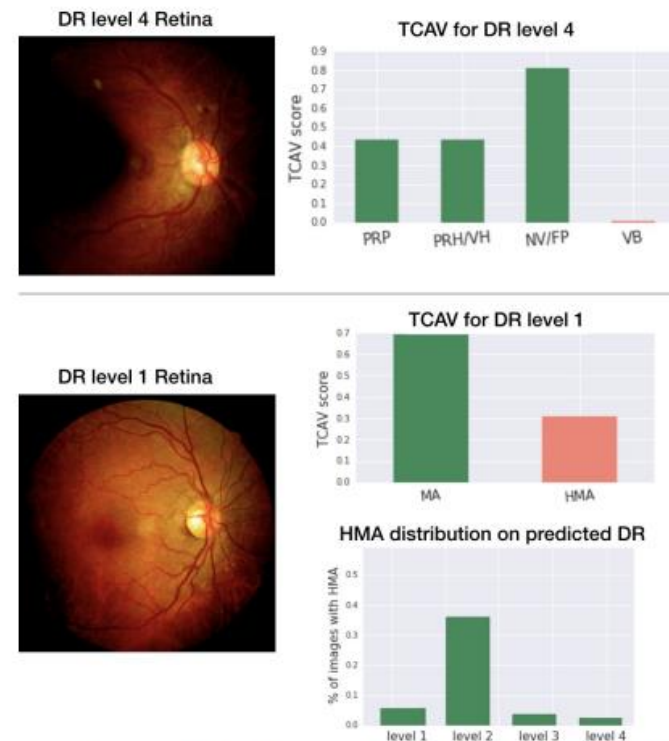 DR level 4 Retina
TCAV for DR level 4
TCAV score
0.9
0.8
0.7
0.6
0.5
0.4
0.3
0.2
0.1
0.0
PRP PRH/VH NV/FP VB
TCAV for DR level 1
DR level 1 Retina
TCAV score
0.7
0.6
0.5
0.4
0.3
0.2
0.1
0.0
MA HMA
HMA distribution on predicted DR
% of images with HMA
0.5
0.4
0.3
0.2
0.1
0.0
level 1 level 2 level 3 level 4